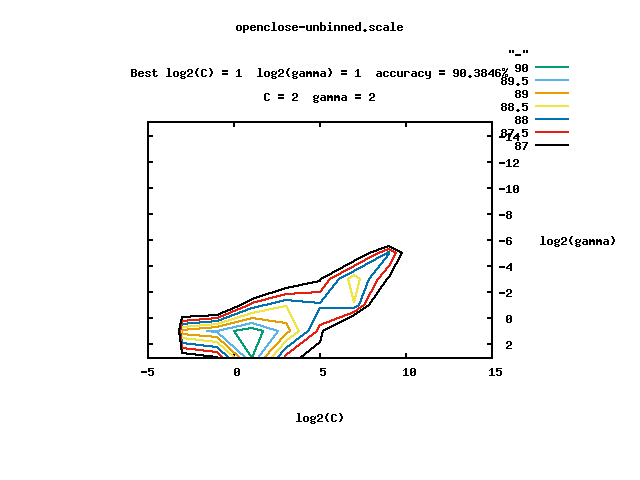 openclose-unbinned.scale
"-"
Best log2(C) = 1  log2(gamma) = 1  accuracy = 90.3846%
C = 2  gamma = 2
90
89.5
89
88.5
88
87.5
87
-14
-12
-10
-8
-6
log2(gamma)
-4
-2
0
2
-5 0 5 10 15
log2(C)